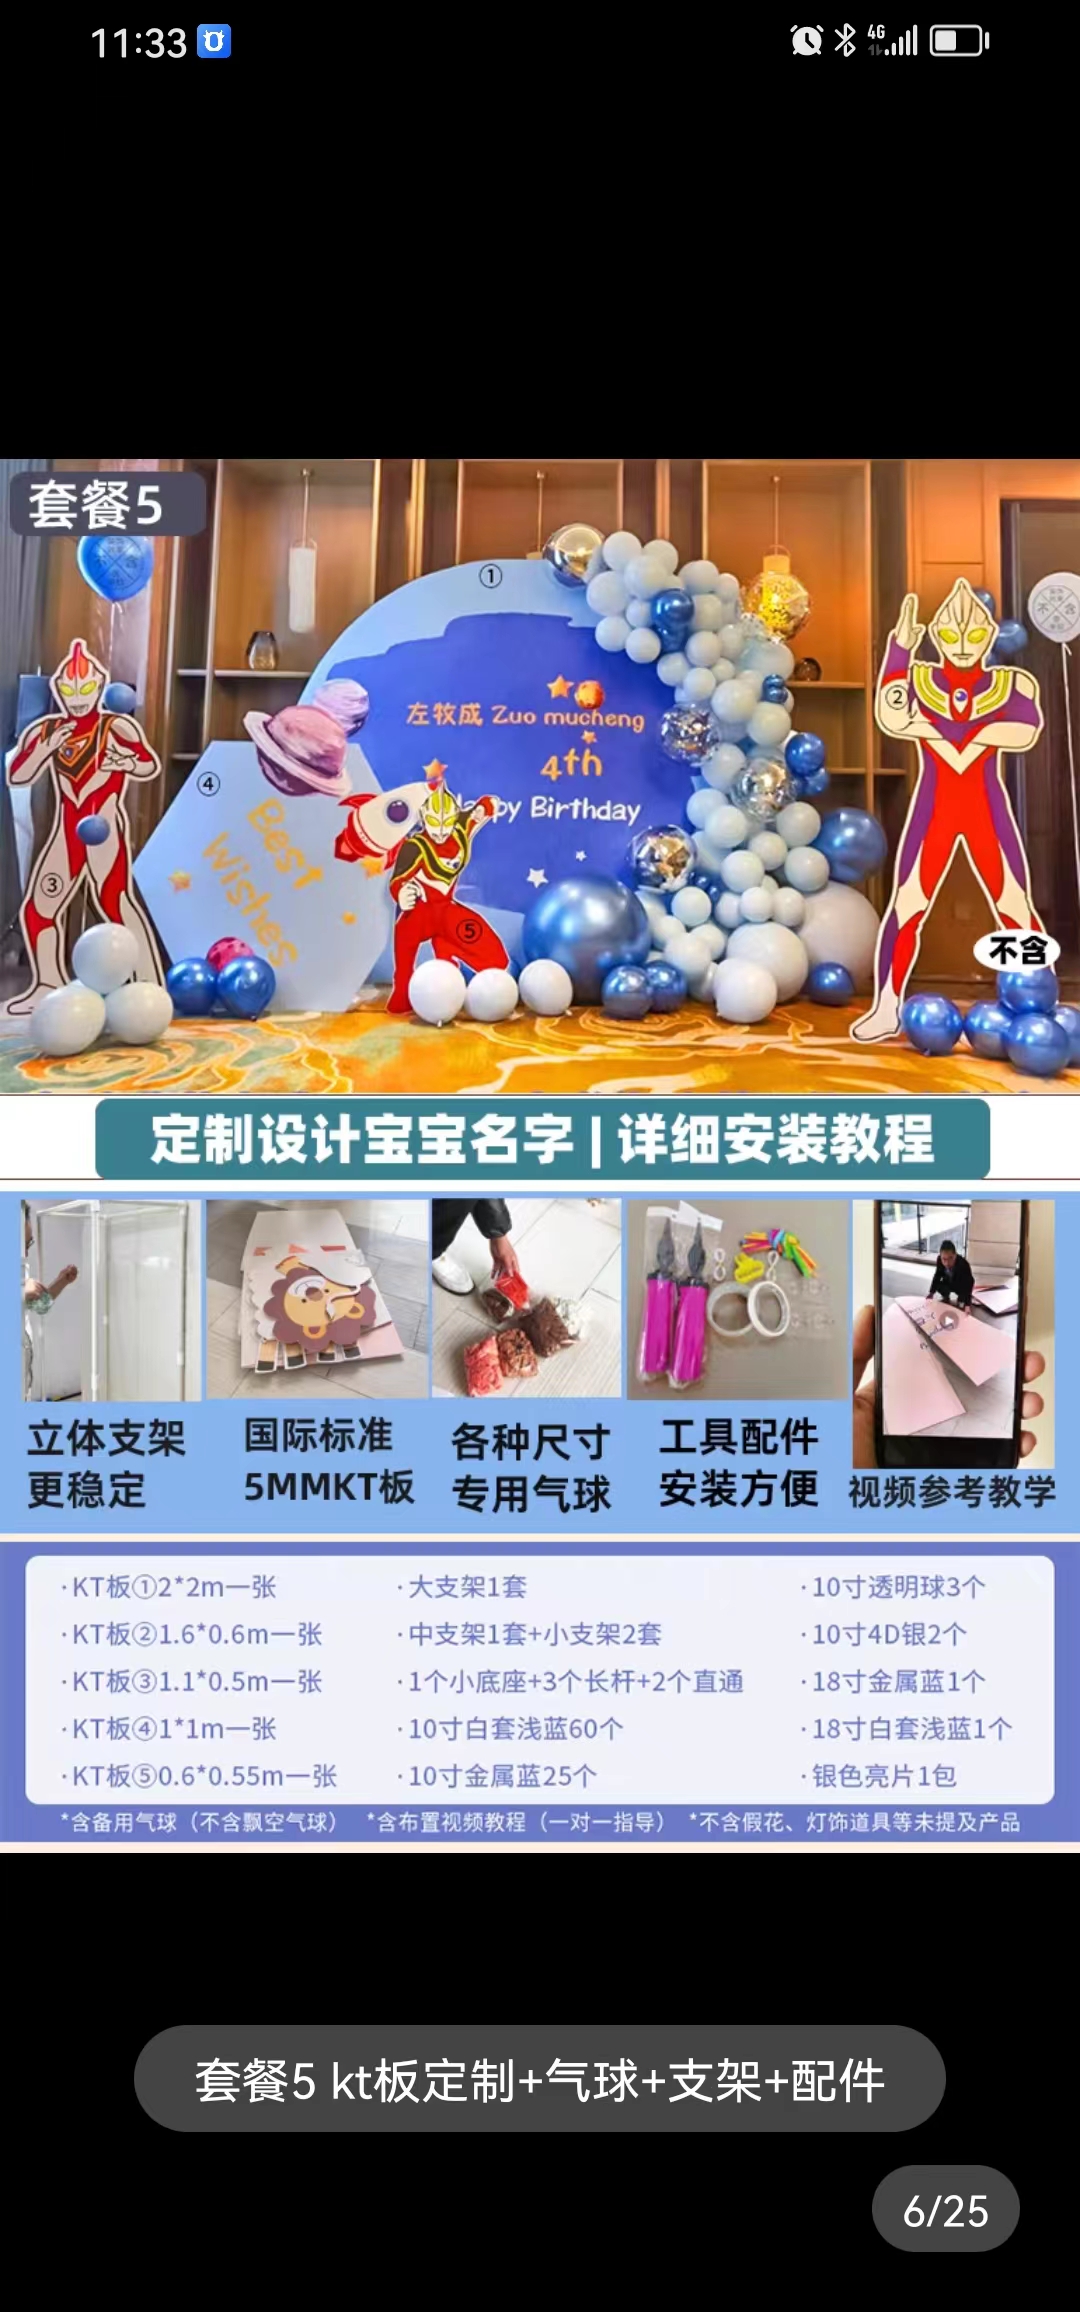 11:33
4G
套餐5
①
②
③
④
⑤
左牧成 Zuo mucheng
4th
Happy Birthday
Best
Wishes
不含
定制设计宝宝名字 | 详细安装教程
立体支架
更稳定
国际标准
5MMKT板
各种尺寸
专用气球
工具配件
安装方便
视频参考教学
·KT板①2*2m一张
·KT板②1.6*0.6m一张
·KT板③1.1*0.5m一张
·KT板④1*1m一张
·KT板⑤0.6*0.55m一张
·大支架1套
·中支架1套+小支架2套
·1个小底座+3个长杆+2个直通
·10寸白套浅蓝60个
·10寸金属蓝25个
·10寸透明球3个
·10寸4D银2个
·18寸金属蓝1个
·18寸白套浅蓝1个
·银色亮片1包
*含备用气球（不含飘空气球） *含布置视频教程（一对一指导） *不含假花、灯饰道具等未提及产品
套餐5 kt板定制+气球+支架+配件
6/25